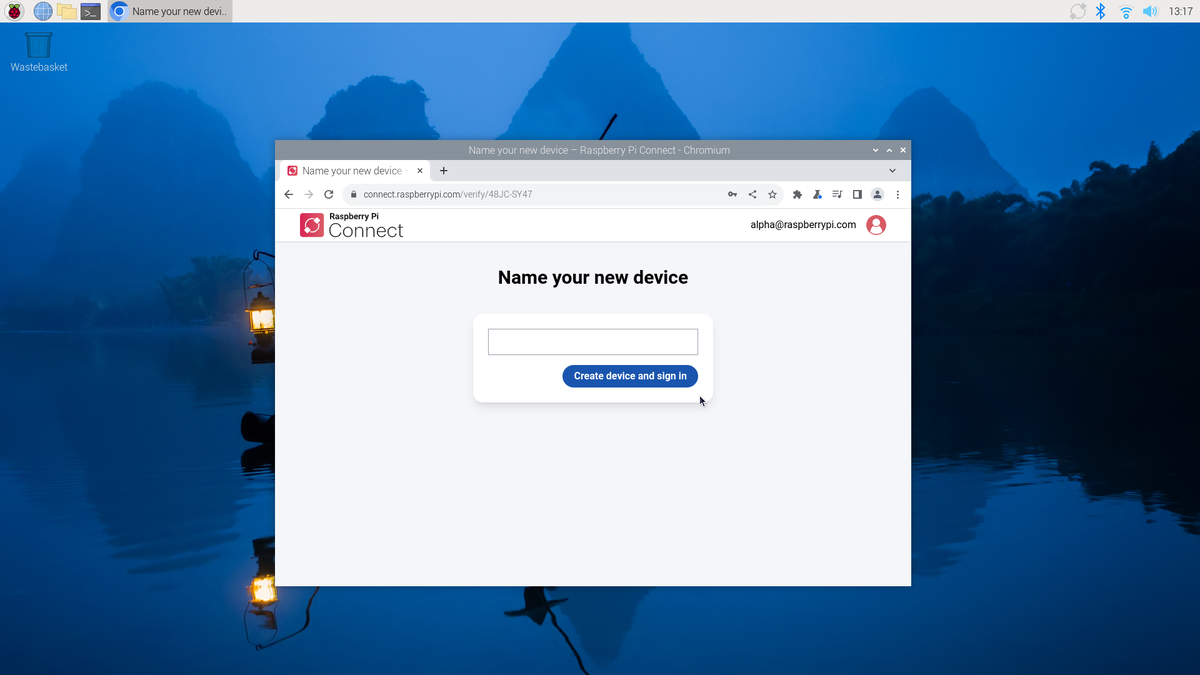 Name your new devi..
13:17
Wastebasket
Name your new device – Raspberry Pi Connect - Chromium
Name your new device
connect.raspberrypi.com/verify/48JC-SY47
Raspberry Pi
Connect
alpha@raspberrypi.com
Name your new device
Create device and sign in